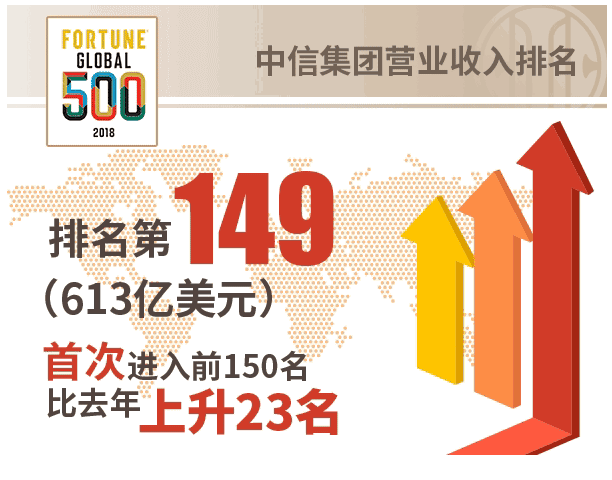 FORTUNE
GLOBAL
500
2018
中信集团营业收入排名
排名第149
（613亿美元）
首次进入前150名
比去年上升23名